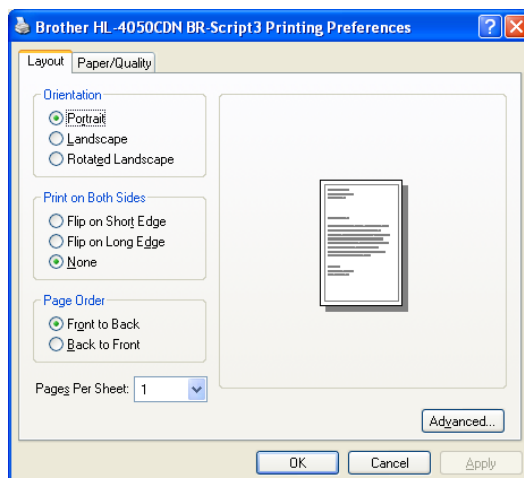 Brother HL-4050CDN BR-Script3 Printing Preferences
Layout
Paper/Quality
Orientation
Portrait
Landscape
Rotated Landscape
Print on Both Sides
Flip on Short Edge
Flip on Long Edge
None
Page Order
Front to Back
Back to Front
Pages Per Sheet: 1
Advanced...
OK
Cancel
Apply